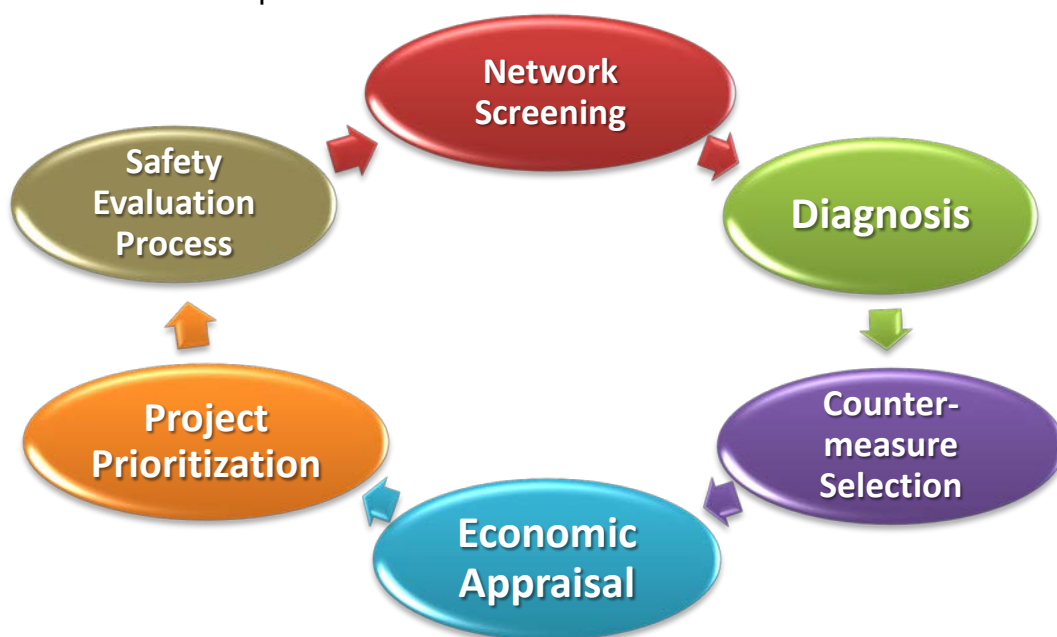 Network
Screening
Diagnosis
Counter-
measure
Selection
Economic
Appraisal
Project
Prioritization
Safety
Evaluation
Process